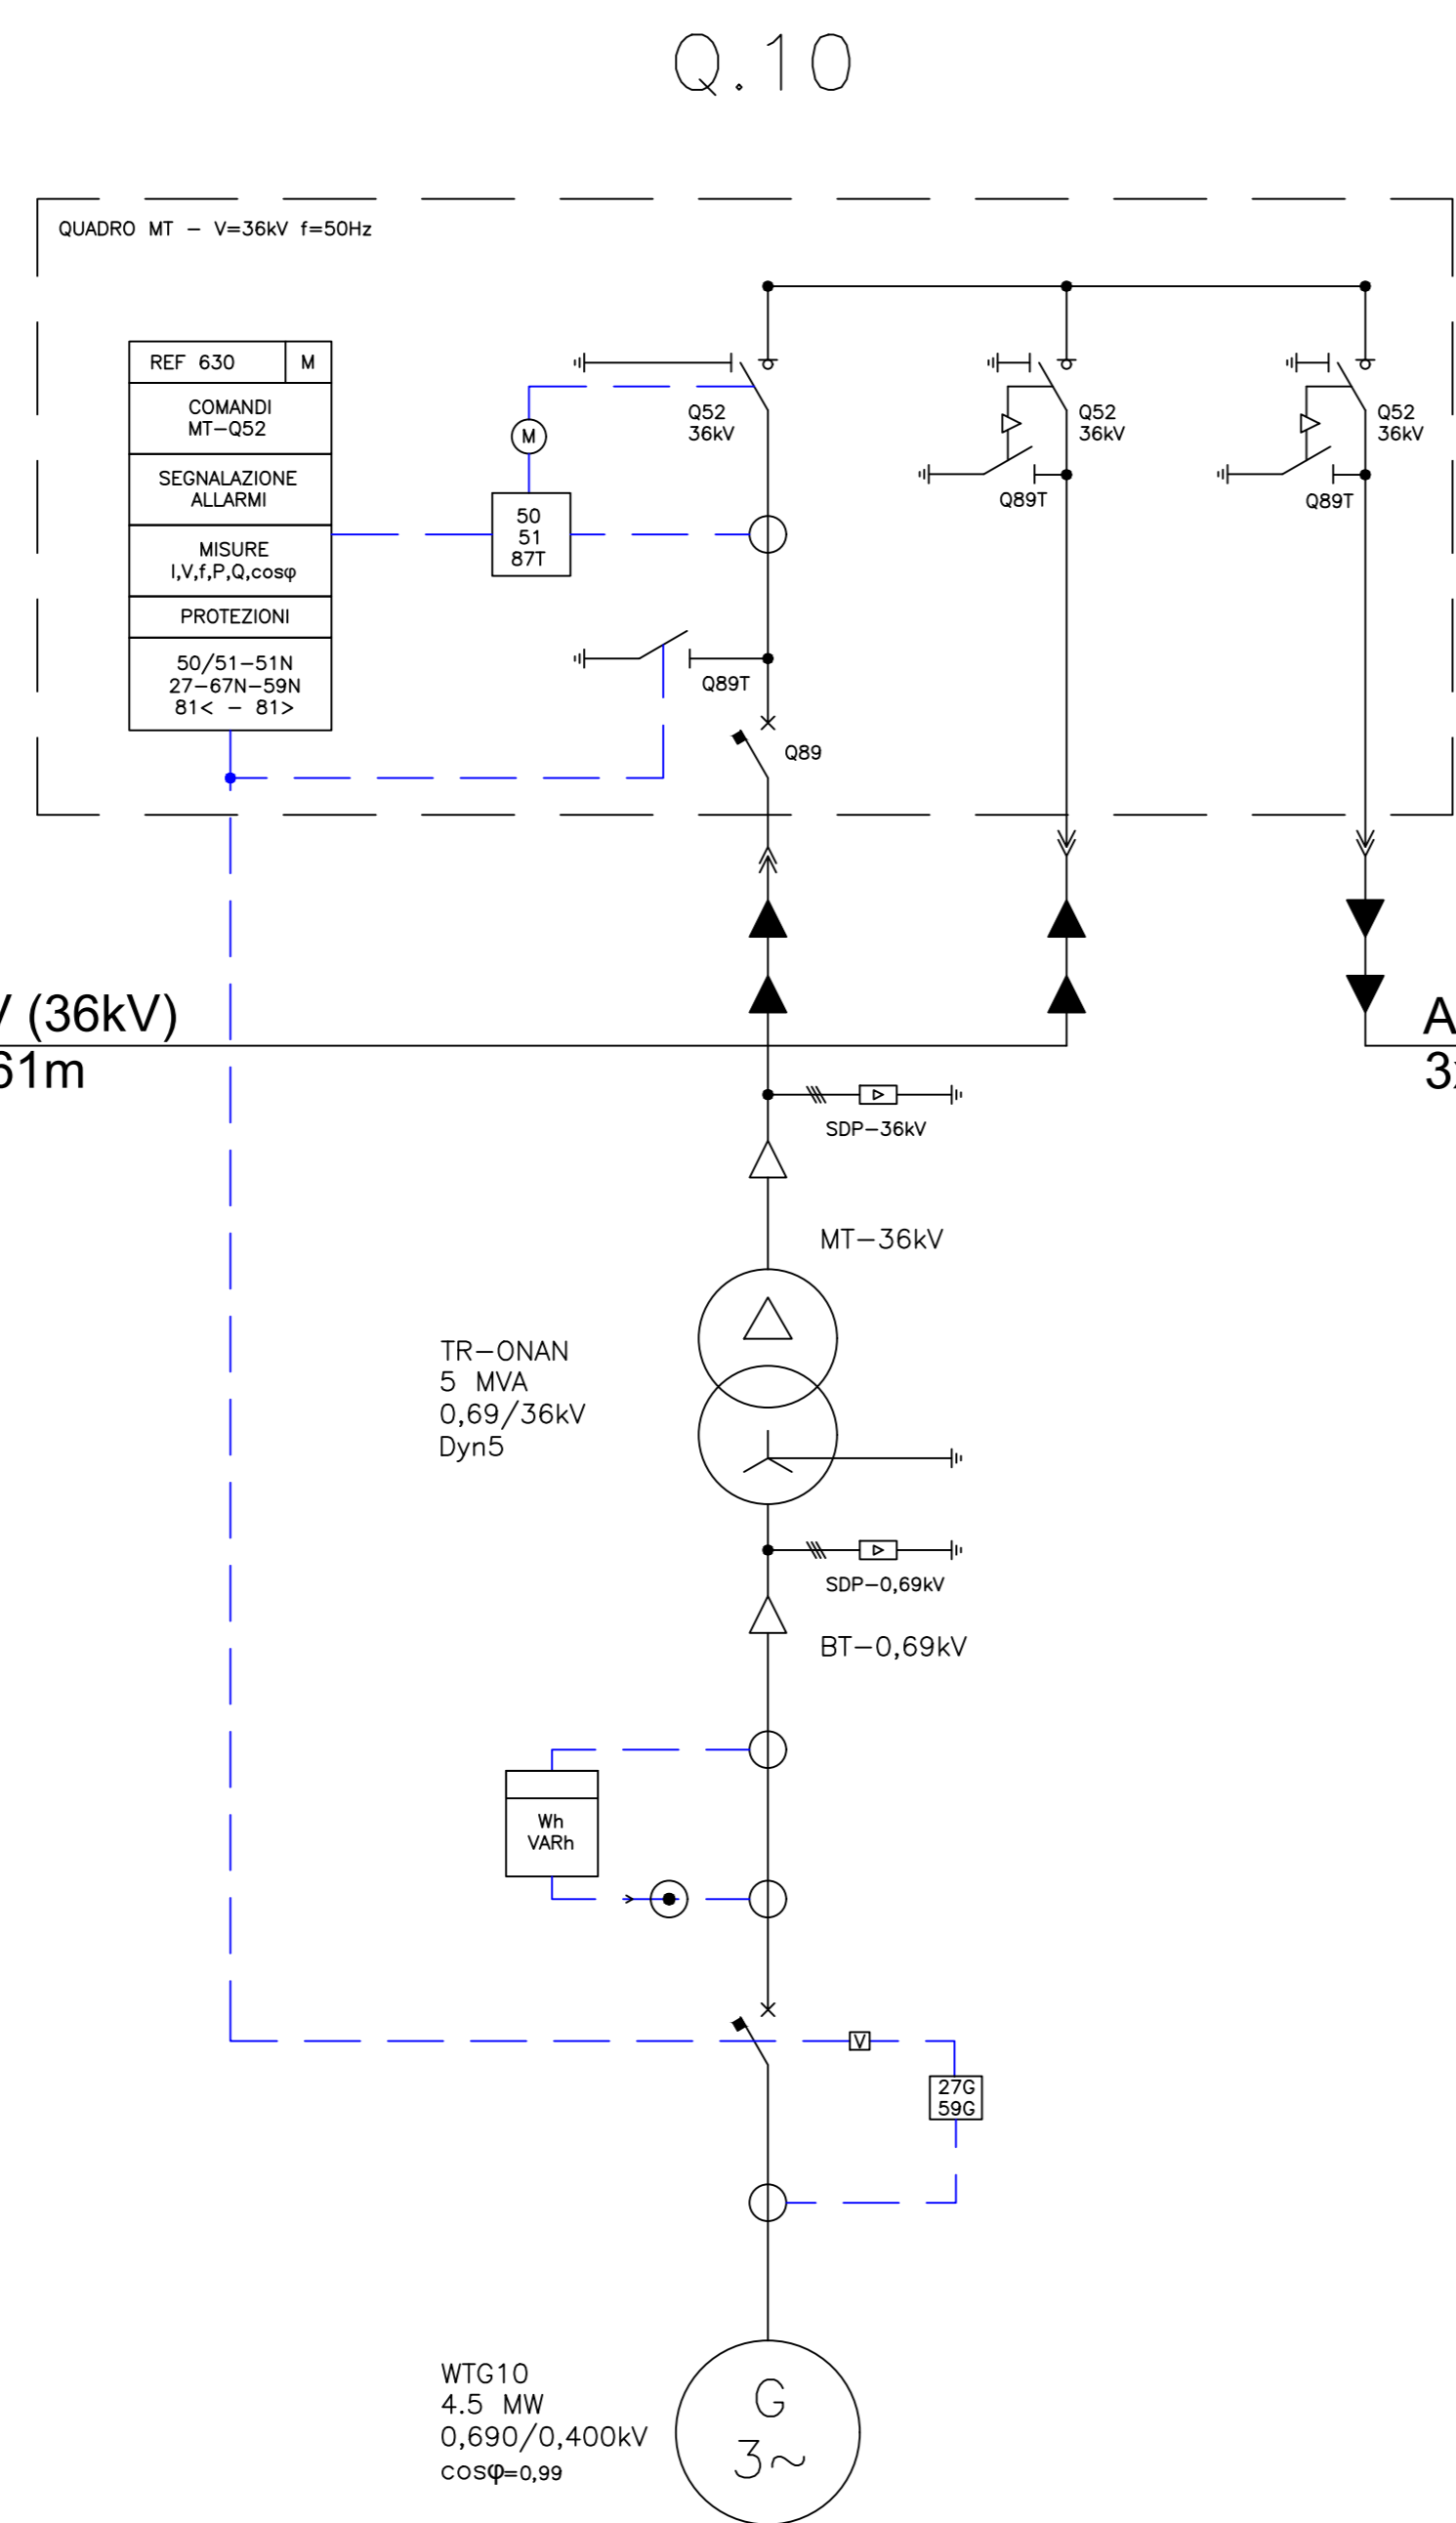 Q.10
QUADRO MT – V=36kV f=50Hz
REF 630 M
COMANDI
MT–Q52
SEGNALAZIONE
ALLARMI
MISURE
I,V,f,P,Q,cosφ
PROTEZIONI
50/51–51N
27–67N–59N
81< – 81>
M
50
51
87T
Q52
36kV
Q89T
Q89
Q52
36kV
Q89T
Q52
36kV
Q89T
(36kV)
61m
A
SDP–36kV
MT–36kV
TR–ONAN
5 MVA
0,69/36kV
Dyn5
SDP–0,69kV
BT–0,69kV
Wh
VARh
V
27G
59G
WTG10
4.5 MW
0,690/0,400kV
cosφ=0,99
G
3~